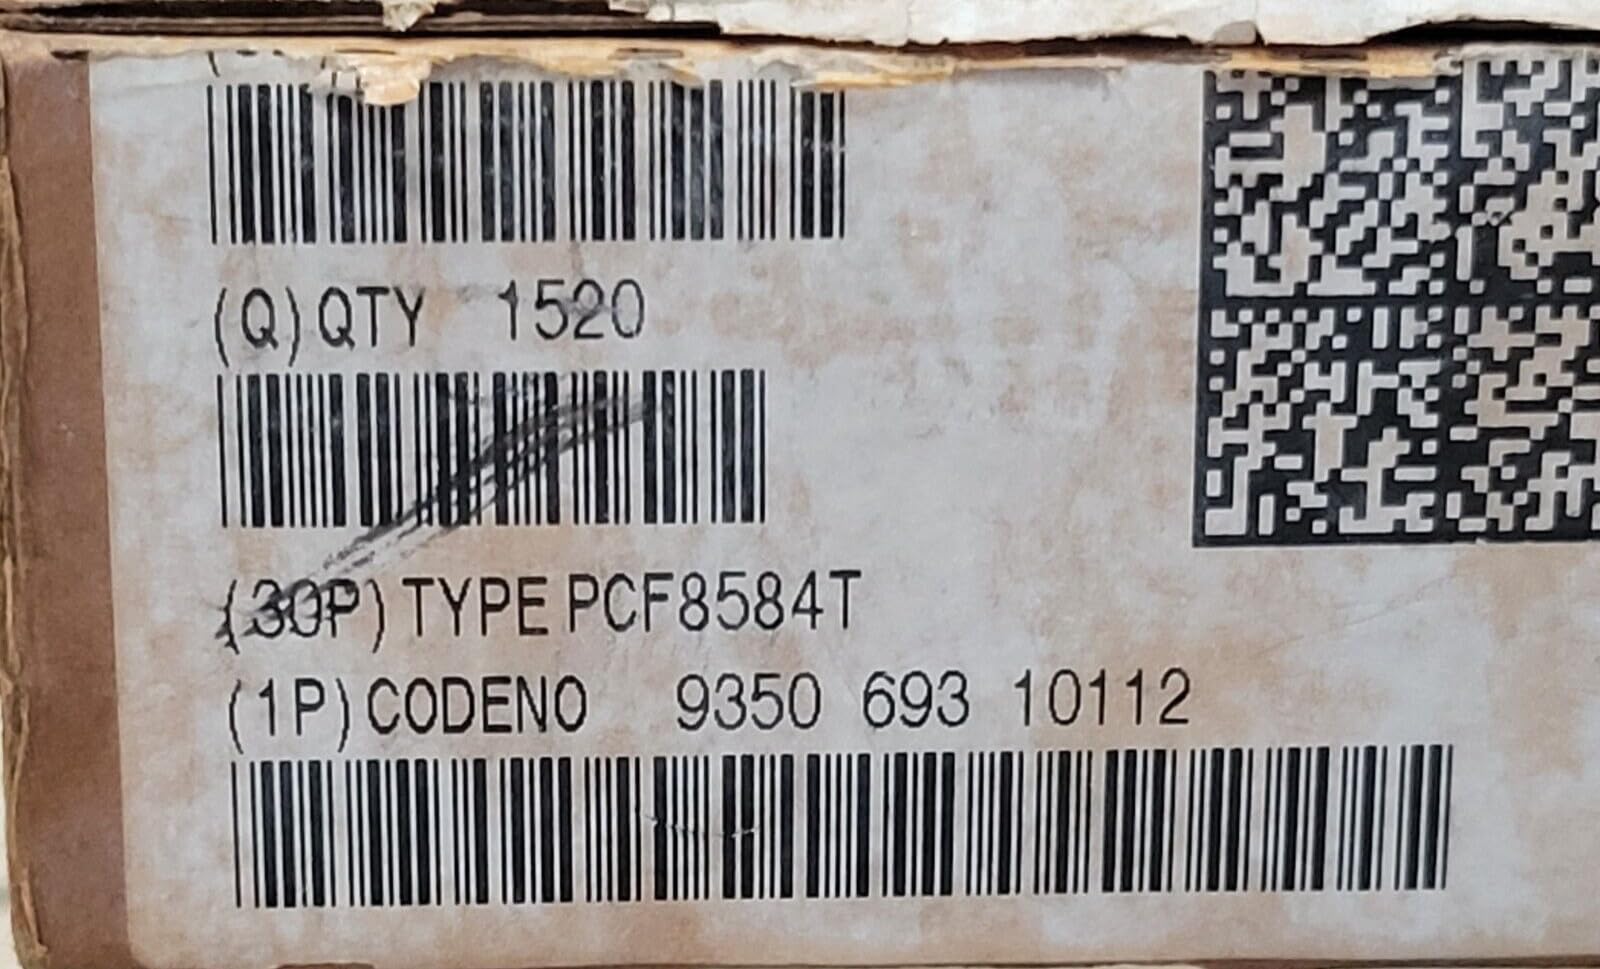 (Q) QTY 1520
(30P) TYPE PCF8584T
(1P) CODENO 9350 693 10112